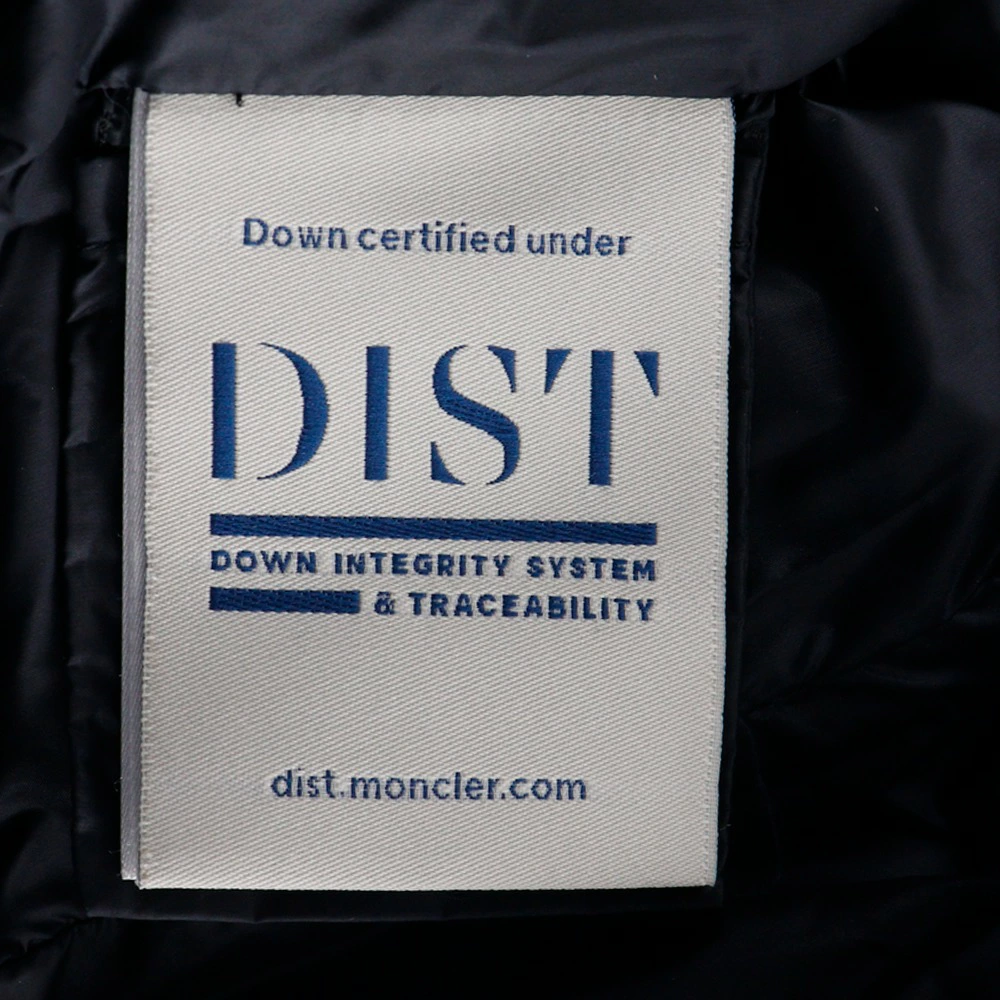 Down certified under
DIST
DOWN INTEGRITY SYSTEM
& TRACEABILITY
dist.moncler.com